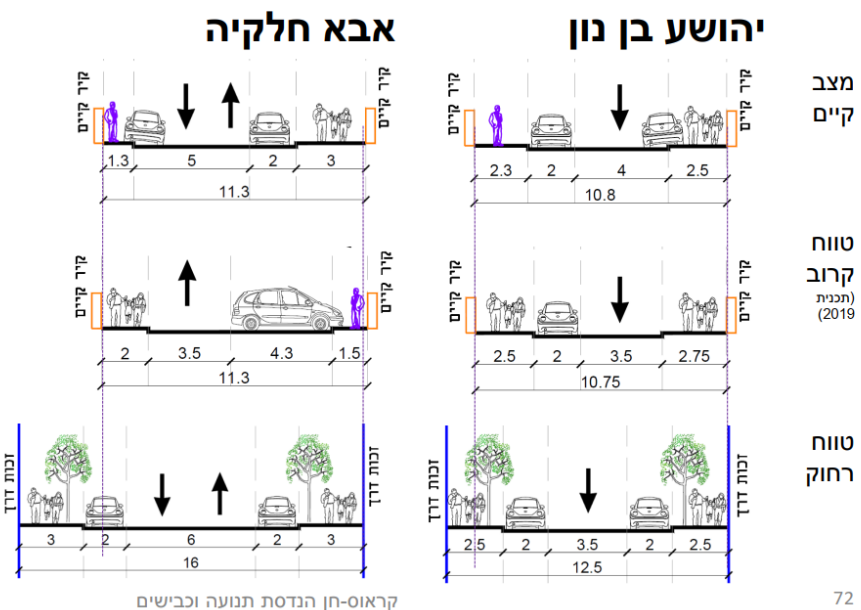 יהושע בן נון
אבא חלקיה
מצב
קיים
קיר קיים
קיר קיים
2.3 2 4 2.5
10.8
קיר קיים
קיר קיים
1.3 5 2 3
11.3
טווח
קרוב
(תכנית
2019)
קיר קיים
קיר קיים
2.5 2 3.5 2.75
10.75
קיר קיים
קיר קיים
2 3.5 4.3 1.5
11.3
טווח
רחוק
זכות דרך
זכות דרך
2.5 2 3.5 2 2.5
12.5
זכות דרך
זכות דרך
3 2 6 2 3
16
קראוס-חן הנדסת תנועה וכבישים
72